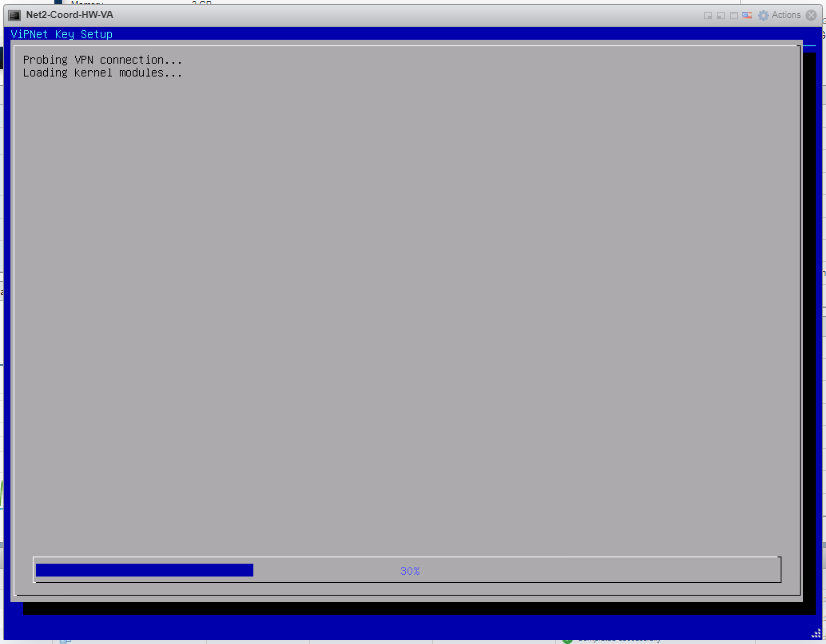 Net2-Coord-HW-VA
Actions
ViPNet Key Setup
Probing VPN connection...
Loading kernel modules...
30%